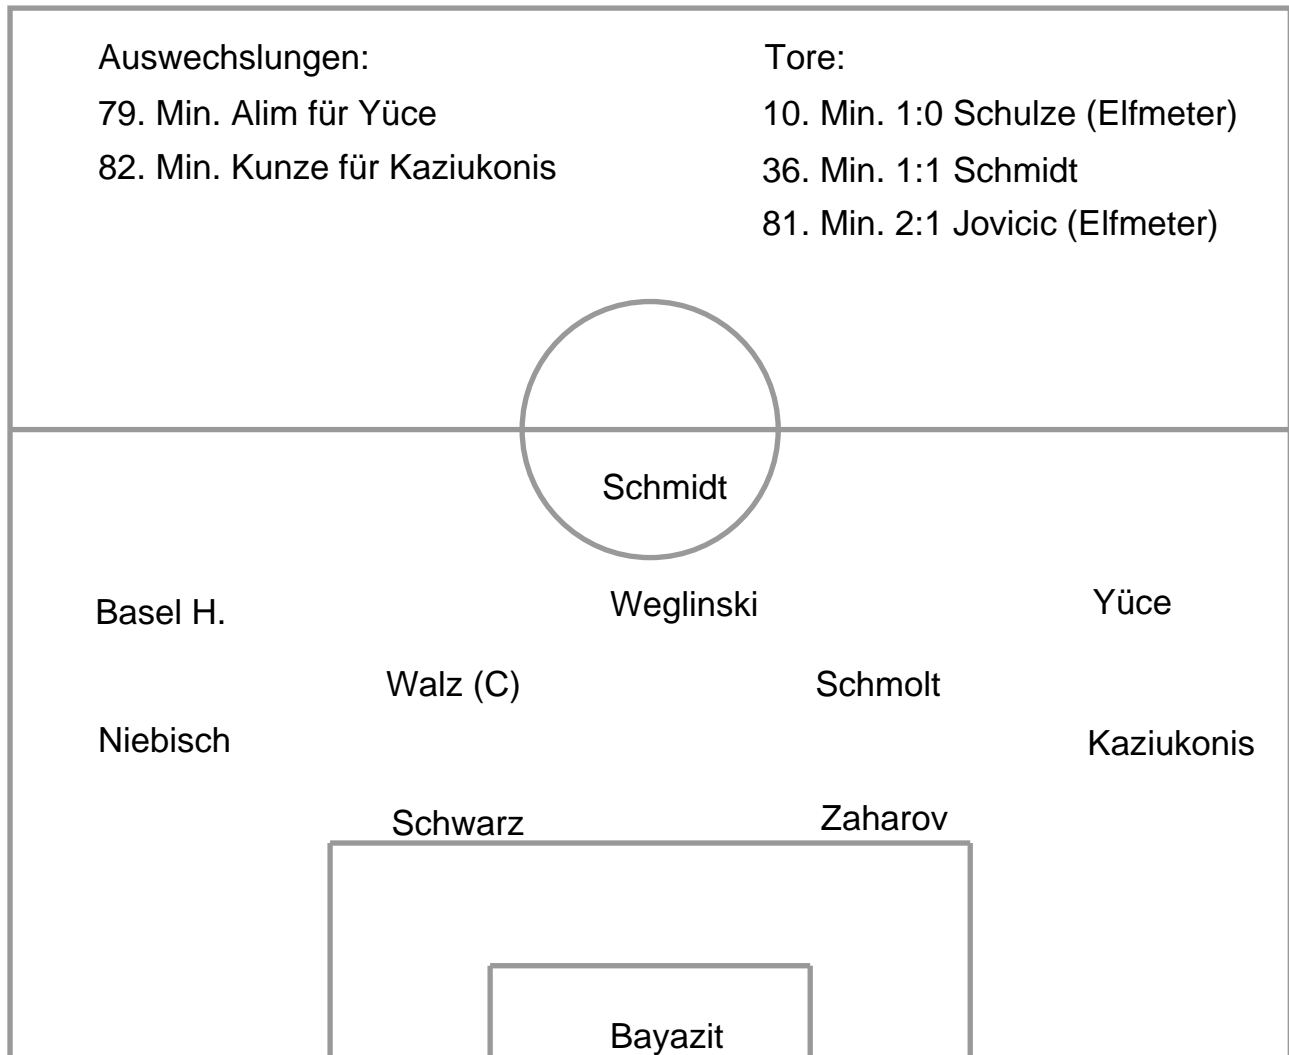 Auswechslungen:
79. Min. Alim für Yüce
82. Min. Kunze für Kaziukonis
Tore:
10. Min. 1:0 Schulze (Elfmeter)
36. Min. 1:1 Schmidt
81. Min. 2:1 Jovicic (Elfmeter)
Schmidt
Basel H.
Weglinski
Yüce
Walz (C)
Schmolt
Niebisch
Kaziukonis
Schwarz
Zaharov
Bayazit